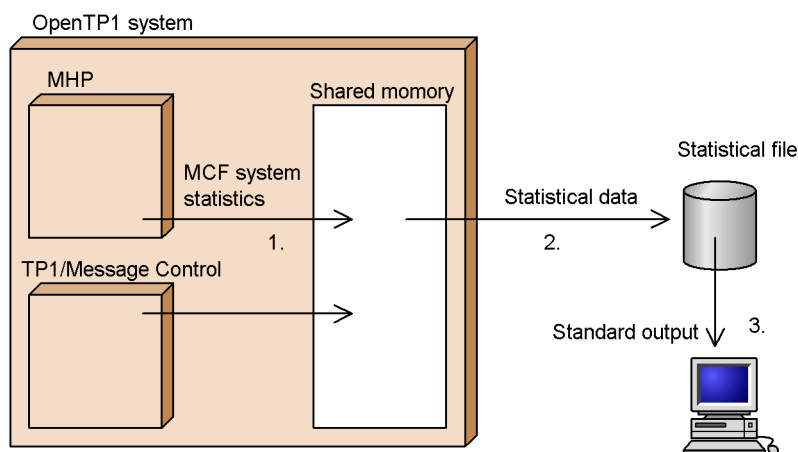 OpenTP1 system
MHP
Shared momory
MCF system
statistics
1.
TP1/Message Control
Statistical data
2.
Statistical file
Standard output
3.